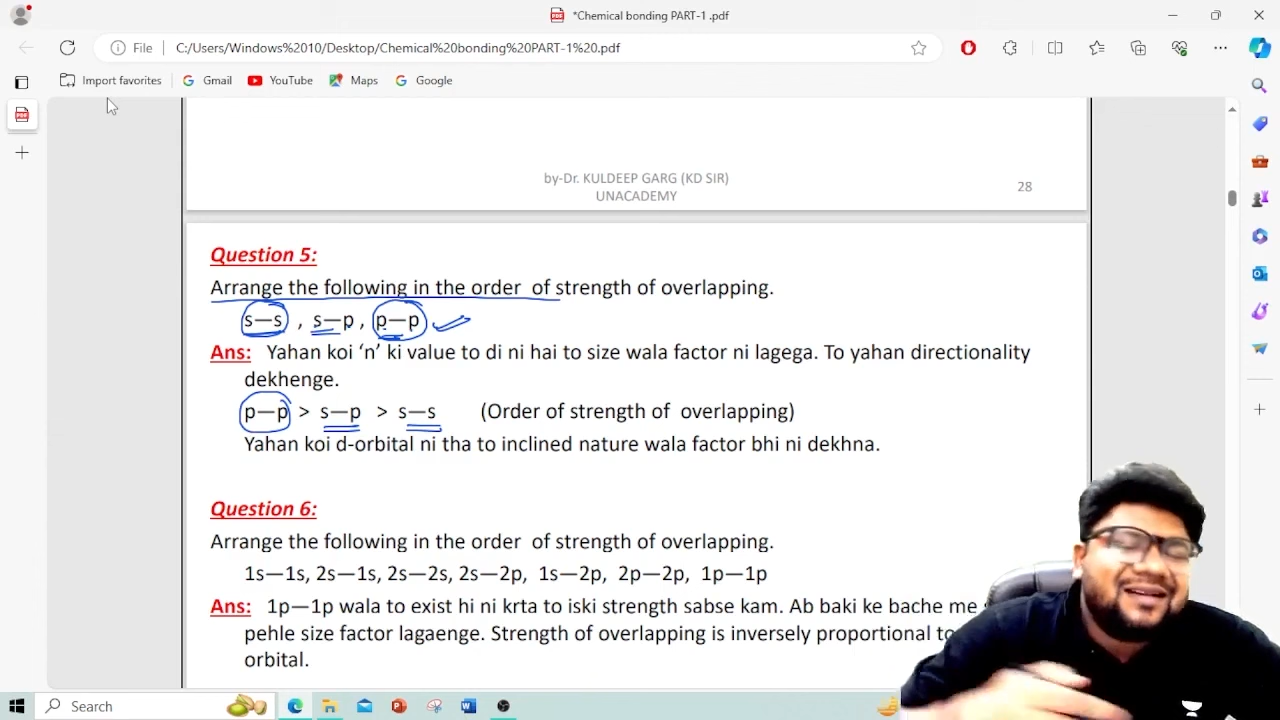 *Chemical bonding PART-1 .pdf
File C:/Users/Windows%2010/Desktop/Chemical%20bonding%20PART-1%20.pdf
Import favorites Gmail YouTube Maps Google
by-Dr. KULDEEP GARG (KD SIR)
UNACADEMY
28
Question 5:
Arrange the following in the order of strength of overlapping.
s—s , s—p , p—p
Ans: Yahan koi ‘n’ ki value to di ni hai to size wala factor ni lagega. To yahan directionality
dekhenge.
p—p > s—p > s—s (Order of strength of overlapping)
Yahan koi d-orbital ni tha to inclined nature wala factor bhi ni dekhna.
Question 6:
Arrange the following in the order of strength of overlapping.
1s—1s, 2s—1s, 2s—2s, 2s—2p, 1s—2p, 2p—2p, 1p—1p
Ans: 1p—1p wala to exist hi ni krta to iski strength sabse kam. Ab baki ke bache me
pehle size factor lagaenge. Strength of overlapping is inversely proportional to
orbital.
Search